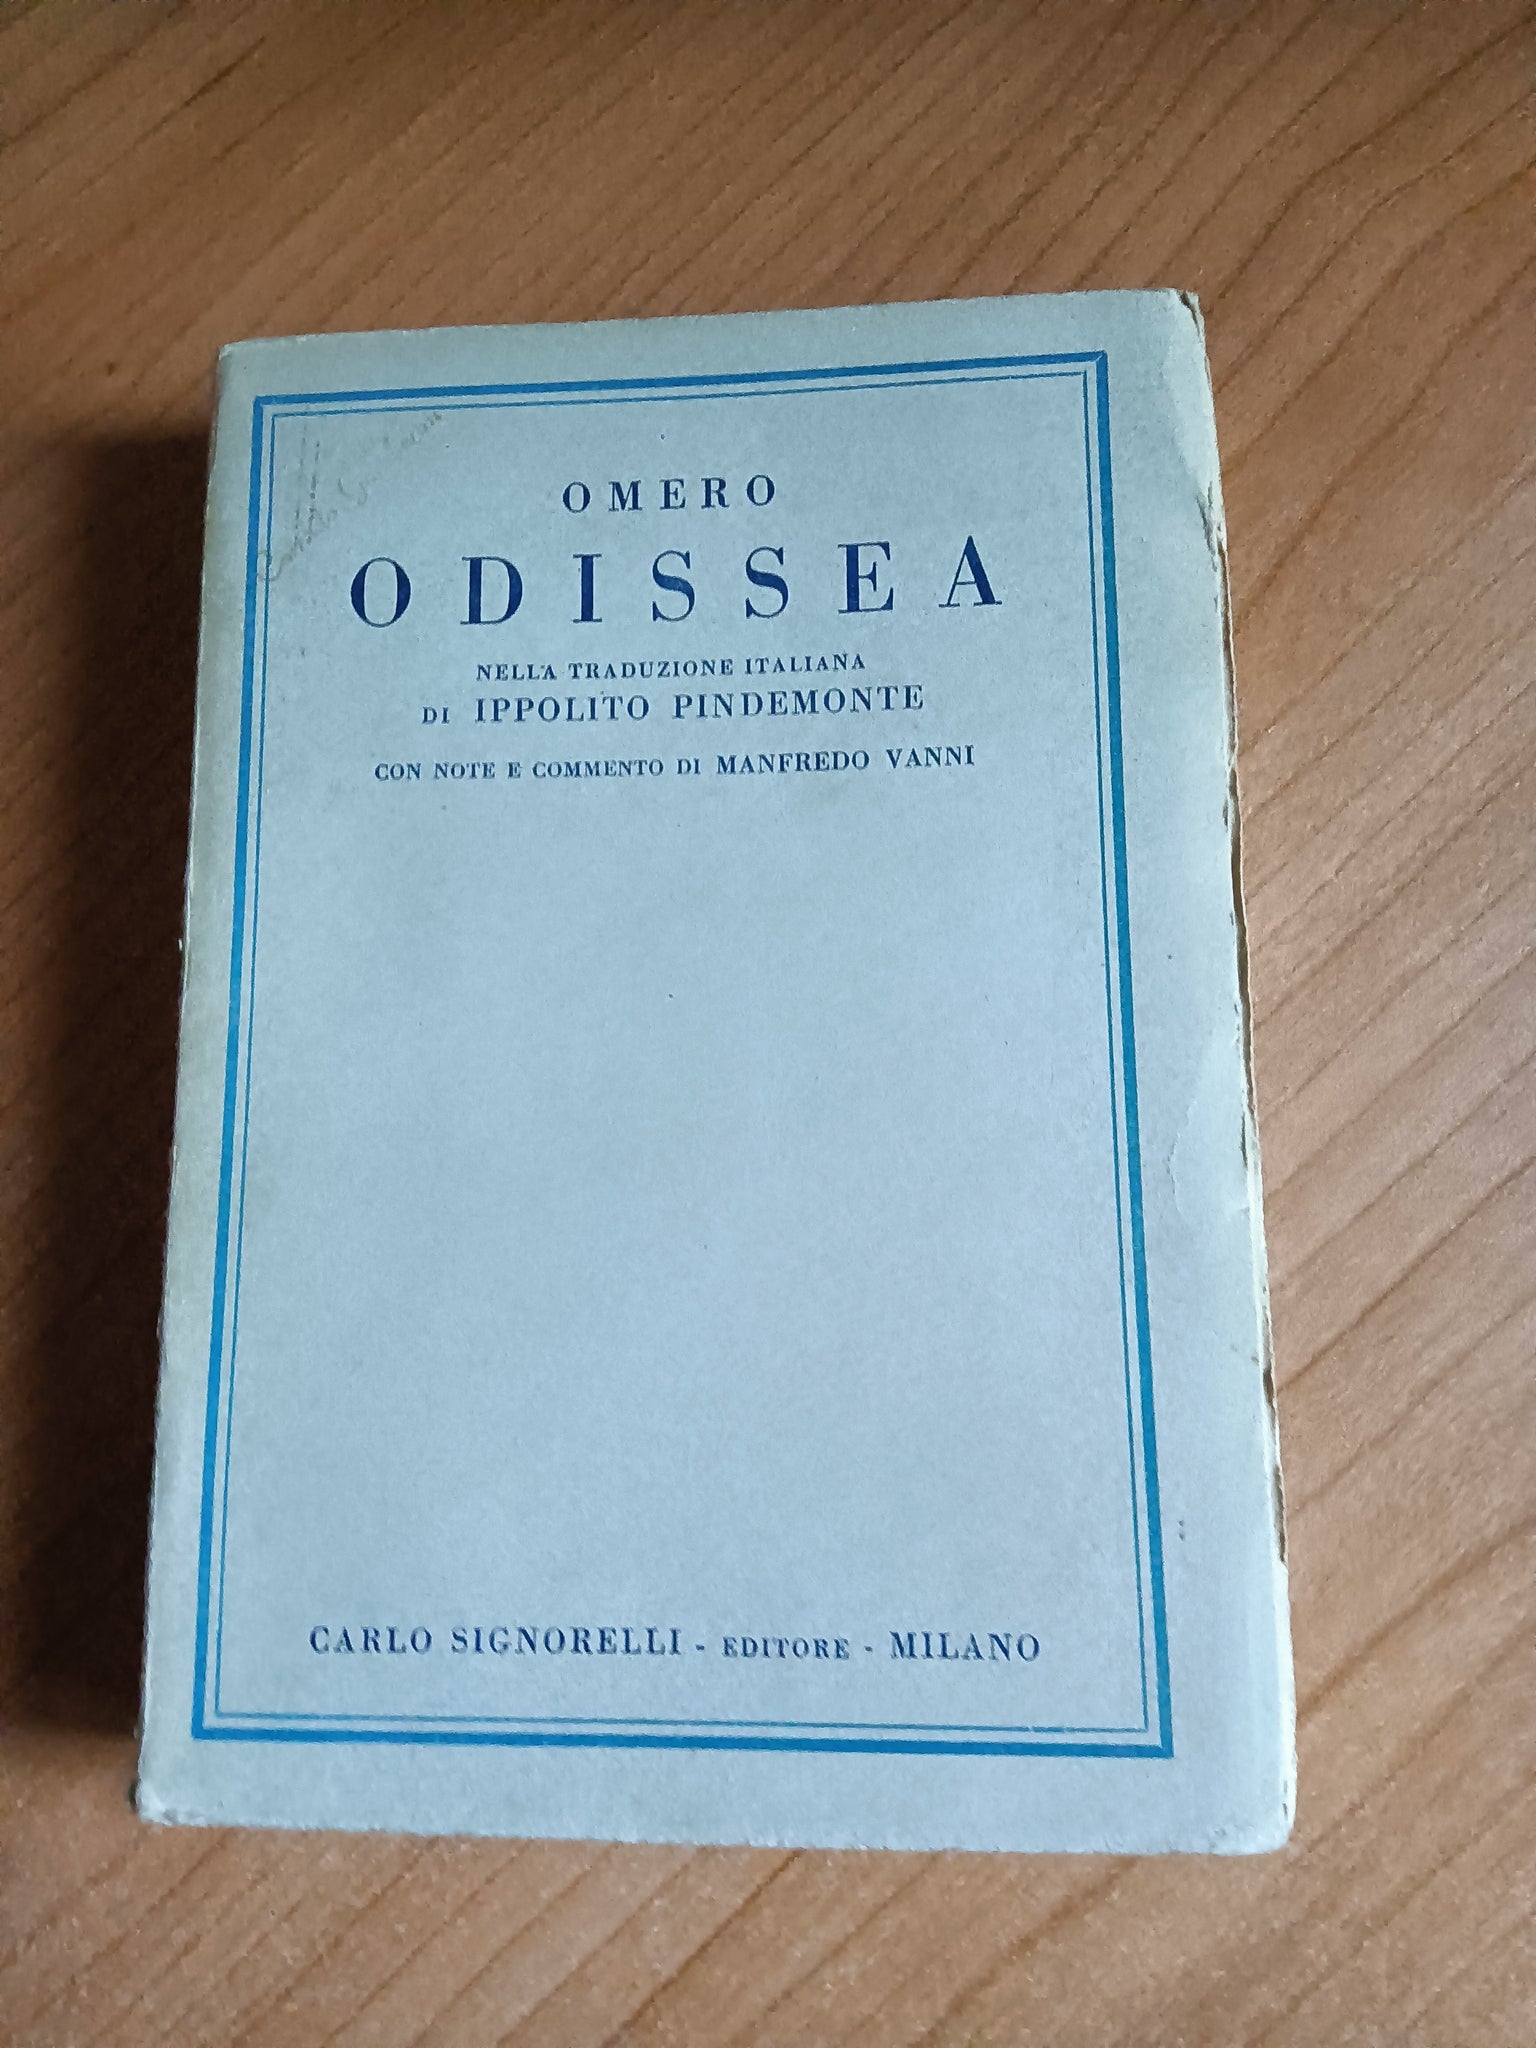 OMERO
ODISSEA
NELLA TRADUZIONE ITALIANA
DI IPPOLITO PINDEMONTE
CON NOTE E COMMENTO DI MANFREDO VANNI
CARLO SIGNORELLI - EDITORE - MILANO